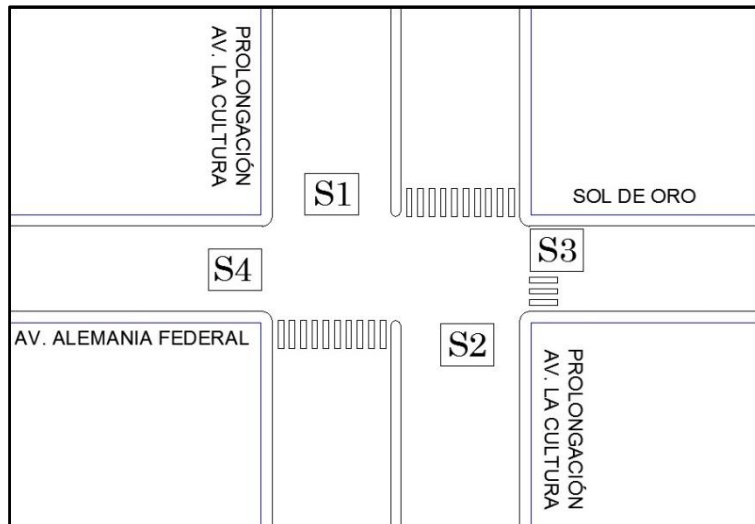 PROLONGACIÓN
AV. LA CULTURA
S1
SOL DE ORO
S3
S4
AV. ALEMANIA FEDERAL
S2
PROLONGACIÓN
AV. LA CULTURA